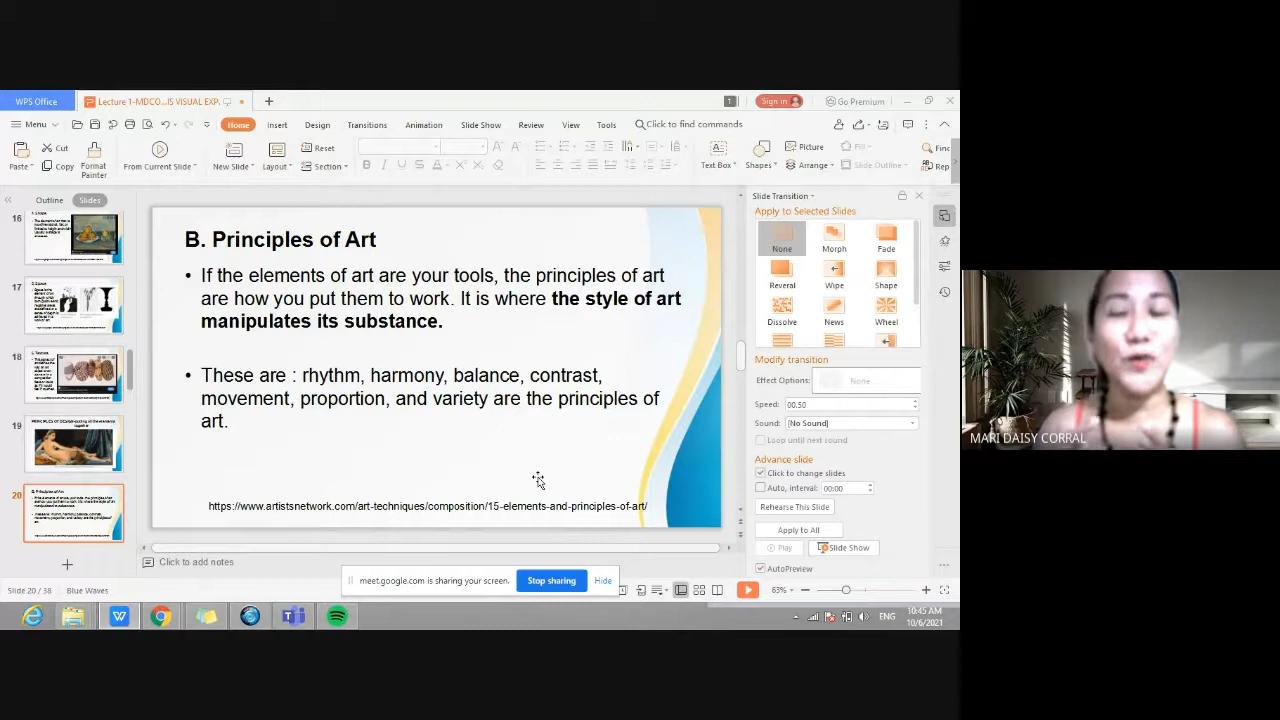 WPS Office
Lecture 1-MDCO...IS VISUAL EXP.
1
Sign in
Go Premium
Menu
Home
Insert
Design
Transitions
Animation
Slide Show
Review
View
Tools
Click to find commands
Paste
Cut
Copy
Format
Painter
From Current Slide
New Slide
Layout
Reset
Section
B I U S A X² X₂
Text Box
Shapes
Picture
Arrange
Fill
Slide Outline
Find
Rep
Outline
Slides
16
17
18
19
20
B. Principles of Art
• If the elements of art are your tools, the principles of art
are how you put them to work. It is where the style of art
manipulates its substance.
• These are : rhythm, harmony, balance, contrast,
movement, proportion, and variety are the principles of
art.
https://www.artistsnetwork.com/art-techniques/composition/15-elements-and-principles-of-art/
Slide Transition
Apply to Selected Slides
None
Morph
Fade
Reveral
Wipe
Shape
Dissolve
News
Wheel
Modify transition
Effect Options:
None
Speed:
00.50
Sound:
[No Sound]
Loop until next sound
Advance slide
Click to change slides
Auto, interval:
00:00
Rehearse This Slide
Apply to All
Play
Slide Show
AutoPreview
MARI DAISY CORRAL
Click to add notes
meet.google.com is sharing your screen.
Stop sharing
Hide
Slide 20 / 38
Blue Waves
63%
ENG
10:45 AM
10/6/2021